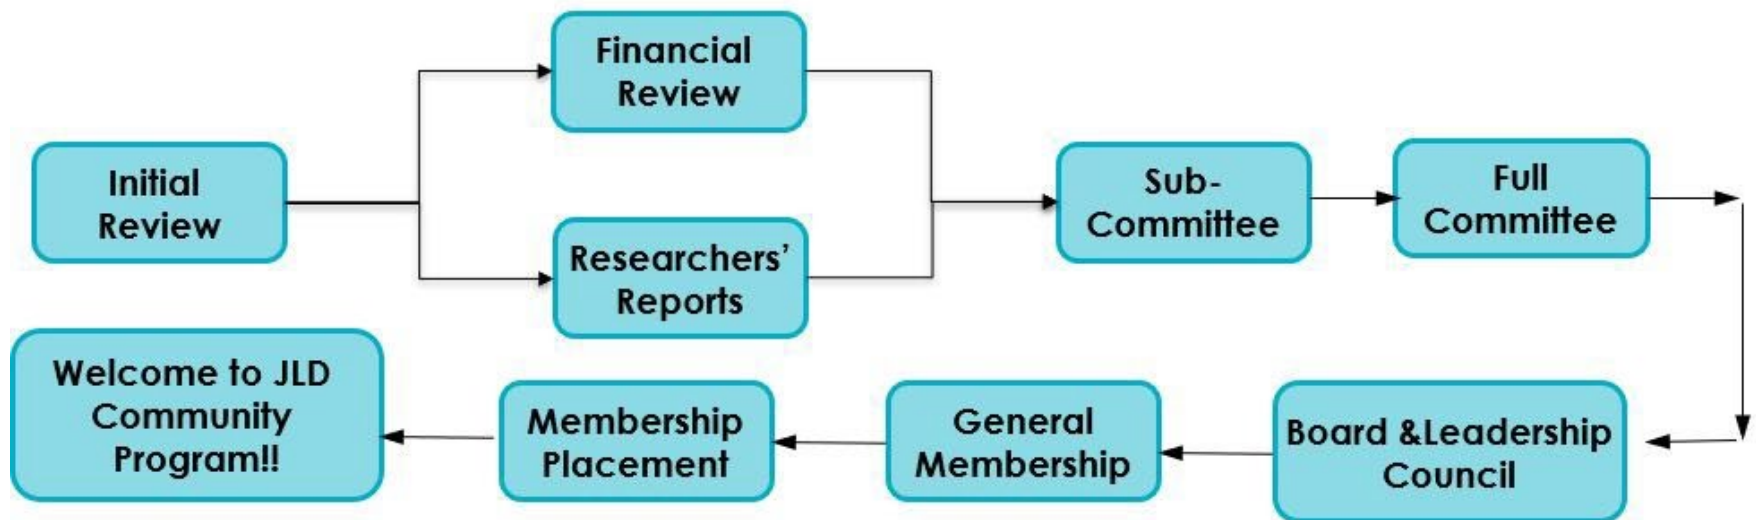 Financial
Review
Initial
Review
Researchers’
Reports
Sub-
Committee
Full
Committee
Board &Leadership
Council
General
Membership
Membership
Placement
Welcome to JLD
Community
Program!!